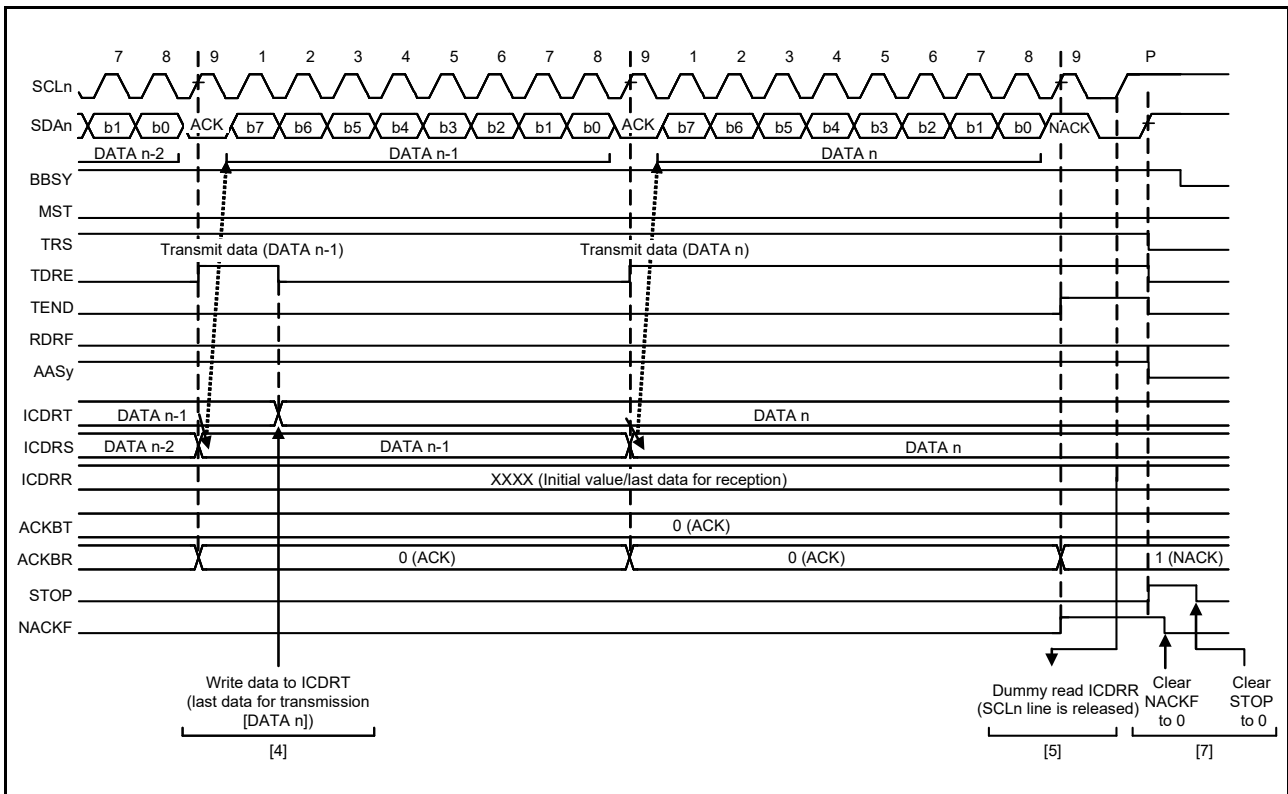 7 8 9 1 2 3 4 5 6 7 8 9 1 2 3 4 5 6 7 8 9 P
SCLn
SDAn b1 b0 ACK b7 b6 b5 b4 b3 b2 b1 b0 ACK b7 b6 b5 b4 b3 b2 b1 b0 NACK
DATA n-2 DATA n-1 DATA n
BBSY
MST
TRS
Transmit data (DATA n-1) Transmit data (DATA n)
TDRE
TEND
RDRF
AASy
ICDRT DATA n-1 DATA n
ICDRS DATA n-2 DATA n-1 DATA n
ICDRR XXXX (Initial value/last data for reception)
ACKBT 0 (ACK)
ACKBR 0 (ACK) 0 (ACK) 1 (NACK)
STOP
NACKF
Write data to ICDRT
(last data for transmission
[DATA n])
[4]
Dummy read ICDRR
(SCLn line is released)
[5]
Clear
NACKF
to 0
Clear
STOP
to 0
[7]